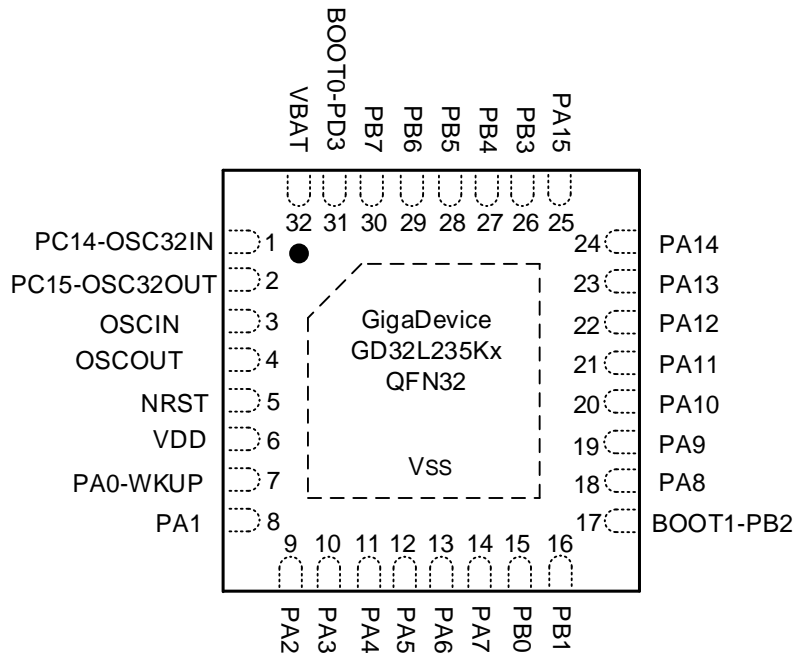 VBAT
BOOT0-PD3
PB7
PB6
PB5
PB4
PB3
PA15
32 31 30 29 28 27 26 25
PC14-OSC32IN 1
PC15-OSC32OUT 2
OSCIN 3
OSCOUT 4
NRST 5
VDD 6
PA0-WKUP 7
PA1 8
GigaDevice
GD32L235Kx
QFN32
VSS
24 PA14
23 PA13
22 PA12
21 PA11
20 PA10
19 PA9
18 PA8
17 BOOT1-PB2
9 10 11 12 13 14 15 16
PA2
PA3
PA4
PA5
PA6
PA7
PB0
PB1